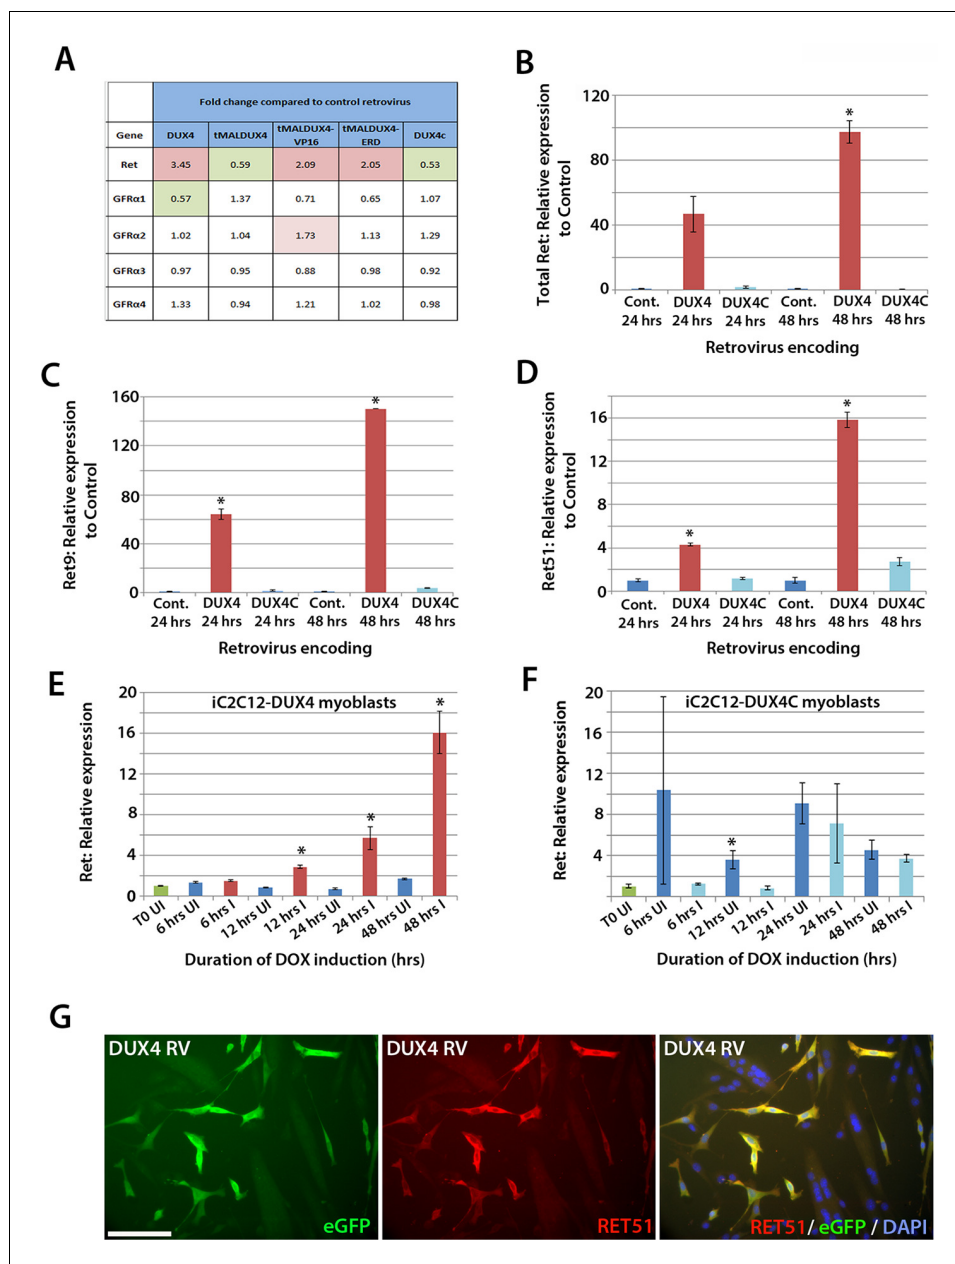 A
Fold change compared to control retrovirus
Gene DUX4 tMALDUX4 tMALDUX4-VP16 tMALDUX4-ERD DUX4c
Ret 3.45 0.59 2.09 2.05 0.53
GFRα1 0.57 1.37 0.71 0.65 1.07
GFRα2 1.02 1.04 1.73 1.13 1.29
GFRα3 0.97 0.95 0.88 0.98 0.92
GFRα4 1.33 0.94 1.21 1.02 0.98
B
Total Ret: Relative expression
to Control
120
80
40
0
*
Cont. DUX4 DUX4C Cont. DUX4 DUX4C
24 hrs 24 hrs 24 hrs 48 hrs 48 hrs 48 hrs
Retrovirus encoding
C
Ret9: Relative expression
to Control
160
120
80
40
0
* *
Cont. DUX4 DUX4C Cont. DUX4 DUX4C
24 hrs 24 hrs 24 hrs 48 hrs 48 hrs 48 hrs
Retrovirus encoding
D
Ret51: Relative expression
to Control
16
12
8
4
0
* *
Cont. DUX4 DUX4C Cont. DUX4 DUX4C
24 hrs 24 hrs 24 hrs 48 hrs 48 hrs 48 hrs
Retrovirus encoding
E
iC2C12-DUX4 myoblasts
Ret: Relative expression
20
16
12
8
4
0
* * *
T0 UI 6 hrs UI 6 hrs I 12 hrs UI 12 hrs I 24 hrs UI 24 hrs I 48 hrs UI 48 hrs I
Duration of DOX induction (hrs)
F
iC2C12-DUX4C myoblasts
Ret: Relative expression
20
16
12
8
4
0
*
T0 UI 6 hrs UI 6 hrs I 12 hrs UI 12 hrs I 24 hrs UI 24 hrs I 48 hrs UI 48 hrs I
Duration of DOX induction (hrs)
G
DUX4 RV
eGFP
DUX4 RV
RET51
DUX4 RV
RET51/ eGFP / DAPI